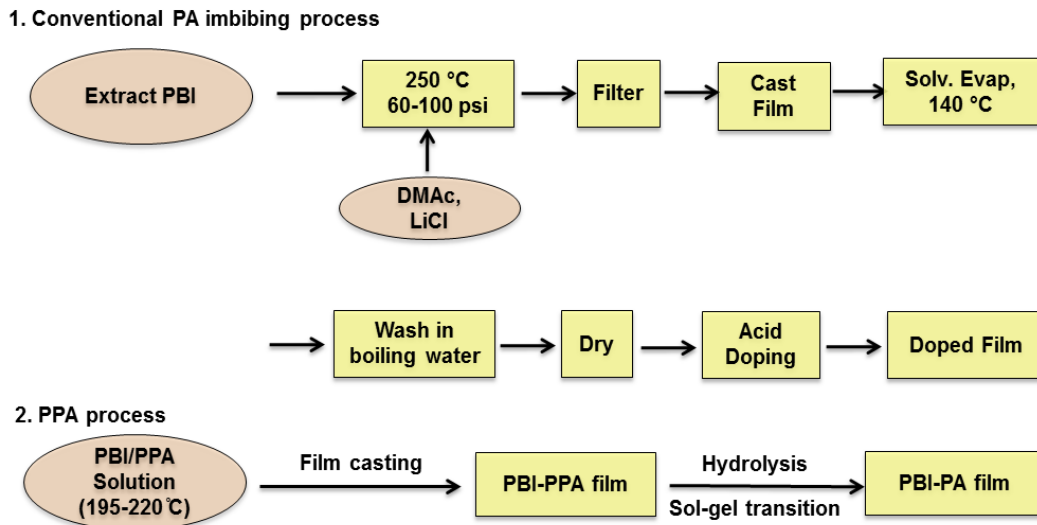 1. Conventional PA imbibing process
Extract PBI
250 °C
60-100 psi
Filter
Cast
Film
Solv. Evap,
140 °C
DMAc,
LiCl
Wash in
boiling water
Dry
Acid
Doping
Doped Film
2. PPA process
PBI/PPA
Solution
(195-220℃)
Film casting
PBI-PPA film
Hydrolysis
Sol-gel transition
PBI-PA film